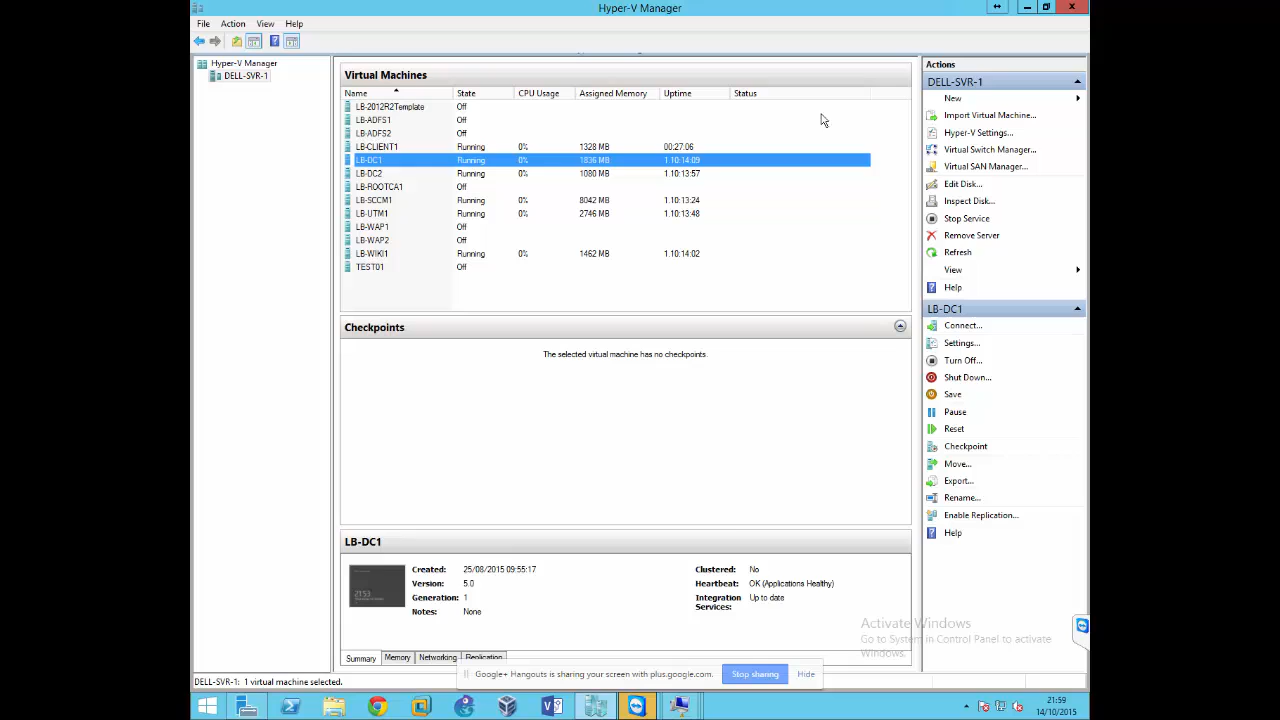 Hyper-V Manager
File Action View Help
Hyper-V Manager
DELL-SVR-1
Virtual Machines
Name State CPU Usage Assigned Memory Uptime Status
LB-2012R2Template Off
LB-ADFS1 Off
LB-ADFS2 Off
LB-CLIENT1 Running 0% 1328 MB 00:27:06
LB-DC1 Running 0% 1836 MB 1.10:14:09
LB-DC2 Running 0% 1080 MB 1.10:13:57
LB-ROOTCA1 Off
LB-SCCM1 Running 0% 8042 MB 1.10:13:24
LB-UTM1 Running 0% 2746 MB 1.10:13:48
LB-WAP1 Off
LB-WAP2 Off
LB-WIKI1 Running 0% 1462 MB 1.10:14:02
TEST01 Off
Checkpoints
The selected virtual machine has no checkpoints.
LB-DC1
Created: 25/08/2015 09:55:17 Clustered: No
Version: 5.0 Heartbeat: OK (Applications Healthy)
Generation: 1 Integration Services: Up to date
Notes: None
21:53
Summary Memory Networking Replication
Actions
DELL-SVR-1
New
Import Virtual Machine...
Hyper-V Settings...
Virtual Switch Manager...
Virtual SAN Manager...
Edit Disk...
Inspect Disk...
Stop Service
Remove Server
Refresh
View
Help
LB-DC1
Connect...
Settings...
Turn Off...
Shut Down...
Save
Pause
Reset
Checkpoint
Move...
Export...
Rename...
Enable Replication...
Help
Activate Windows
Go to System in Control Panel to activate
Windows.
Google+ Hangouts is sharing your screen with plus.google.com. Stop sharing Hide
DELL-SVR-1: 1 virtual machine selected.
21:59
14/10/2015